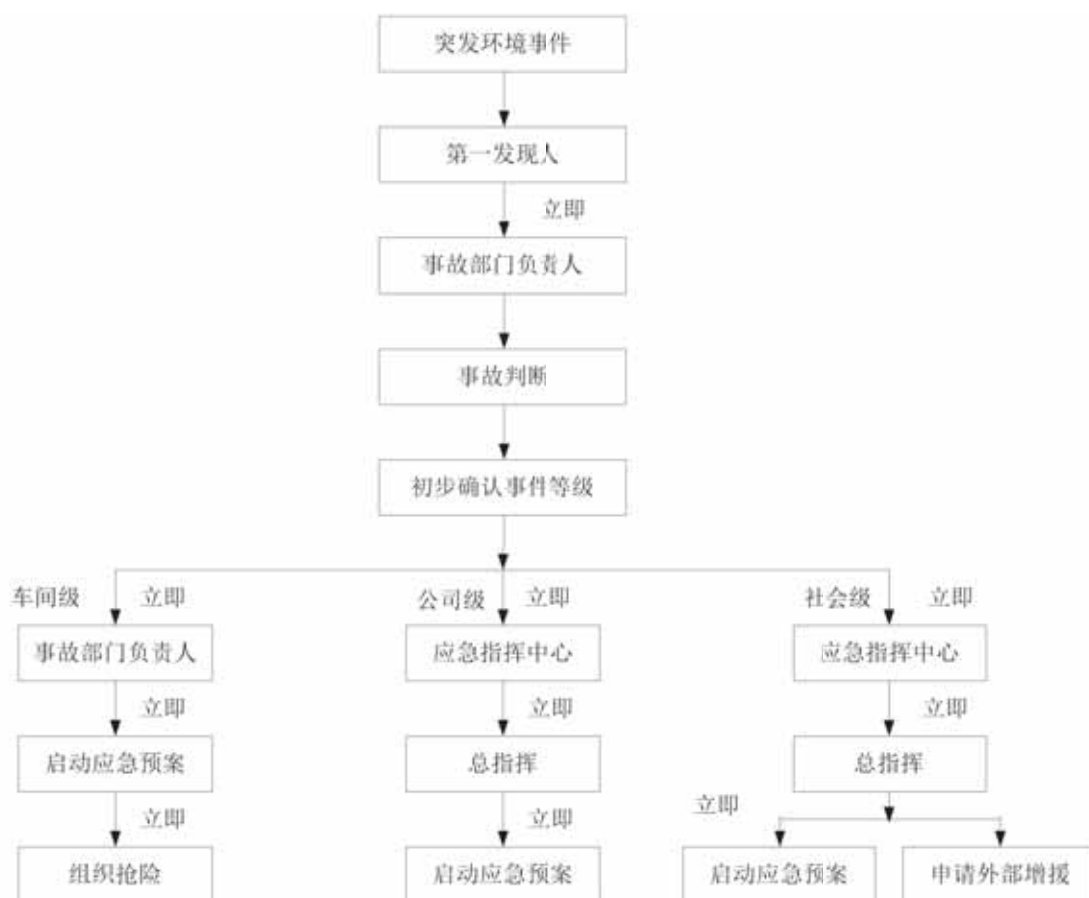 突发环境事件
第一发现人
立即
事故部门负责人
事故判断
初步确认事件等级
车间级 立即 公司级 立即 社会级 立即
事故部门负责人 应急指挥中心 应急指挥中心
立即 立即 立即
启动应急预案 总指挥 总指挥
立即 立即 立即
组织抢险 启动应急预案 启动应急预案 申请外部增援